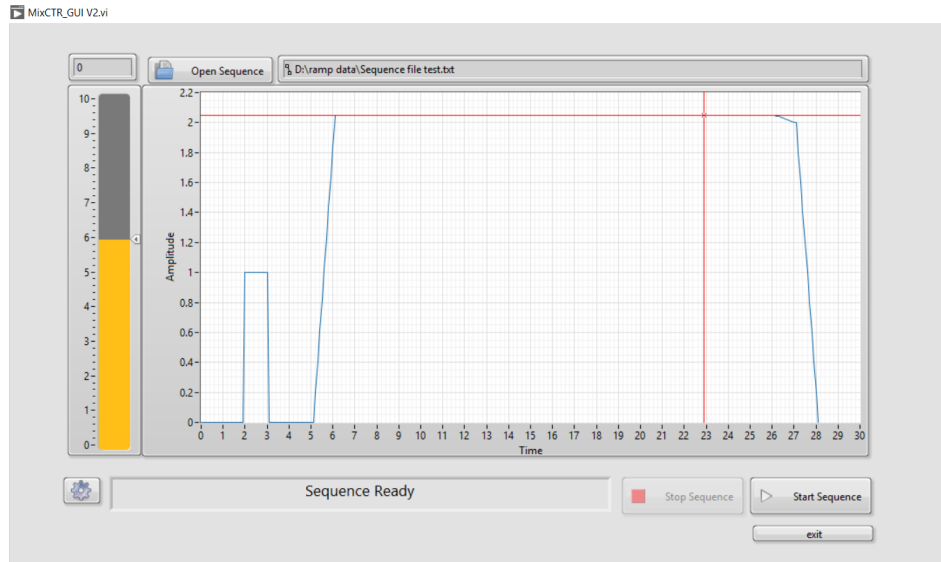 MixCTR_GUI V2.vi
0
Open Sequence
D:\ramp data\Sequence file test.txt
10
9
8
7
6
5
4
3
2
1
0
Amplitude
2.2
2
1.8
1.6
1.4
1.2
1
0.8
0.6
0.4
0.2
0
0 1 2 3 4 5 6 7 8 9 10 11 12 13 14 15 16 17 18 19 20 21 22 23 24 25 26 27 28 29 30
Time
Sequence Ready
Stop Sequence
Start Sequence
exit